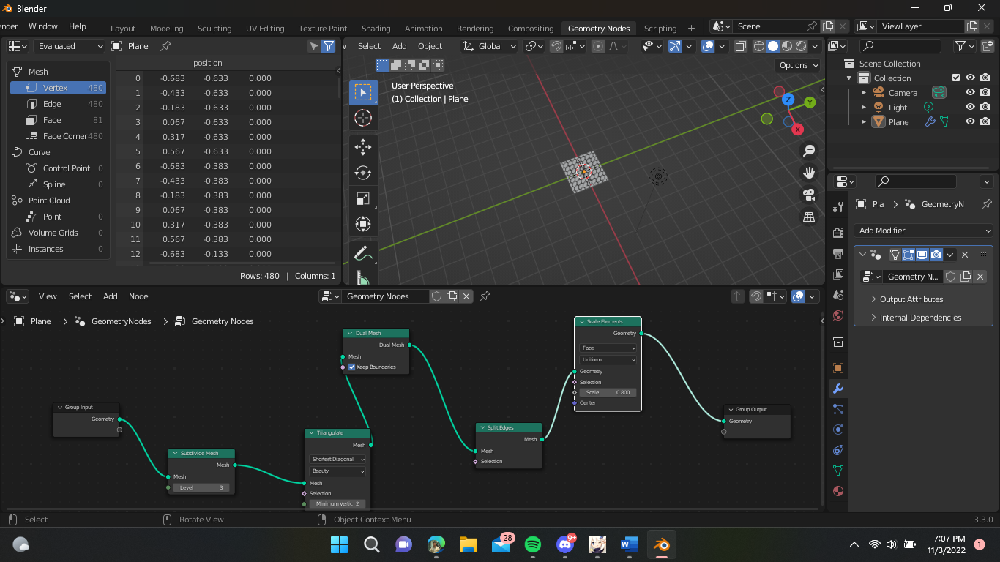 Blender
ender Window Help Layout Modeling Sculpting UV Editing Texture Paint Shading Animation Rendering Compositing Geometry Nodes Scripting + Scene ViewLayer
Evaluated Plane
position
Mesh
Vertex 480
Edge 480
Face 81
Face Corner 480
Curve
Control Point 0
Spline 0
Point Cloud
Point 0
Volume Grids 0
Instances 0
0 -0.683 -0.633 0.000
1 -0.433 -0.633 0.000
2 -0.183 -0.633 0.000
3 0.067 -0.633 0.000
4 0.317 -0.633 0.000
5 0.567 -0.633 0.000
6 -0.683 -0.383 0.000
7 -0.433 -0.383 0.000
8 -0.183 -0.383 0.000
9 0.067 -0.383 0.000
10 0.317 -0.383 0.000
11 0.567 -0.383 0.000
12 -0.683 -0.133 0.000
Rows: 480 | Columns: 1
Select Add Object Global
Options
User Perspective
(1) Collection | Plane
Z
Y
X
Scene Collection
Collection
Camera
Light
Plane
Pla > GeometryN
Add Modifier
Geometry N...
Output Attributes
Internal Dependencies
View Select Add Node Geometry Nodes
Plane > GeometryNodes > Geometry Nodes
Group Input
Geometry
Subdivide Mesh
Mesh
Mesh
Level 3
Triangulate
Mesh
Shortest Diagonal
Beauty
Mesh
Selection
Minimum Vertic 2
Dual Mesh
Dual Mesh
Mesh
Keep Boundaries
Split Edges
Mesh
Mesh
Selection
Scale Elements
Geometry
Face
Uniform
Geometry
Selection
Scale 0.800
Center
Group Output
Geometry
Select Rotate View Object Context Menu 3.3.0
28
9+
7:07 PM
11/3/2022
1